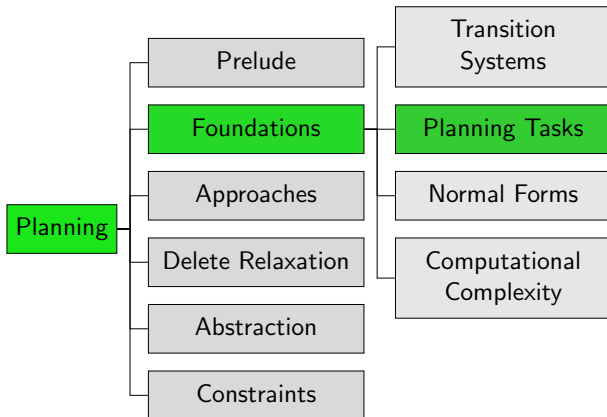 Planning
Prelude
Foundations
Approaches
Delete Relaxation
Abstraction
Constraints
Transition
Systems
Planning Tasks
Normal Forms
Computational
Complexity